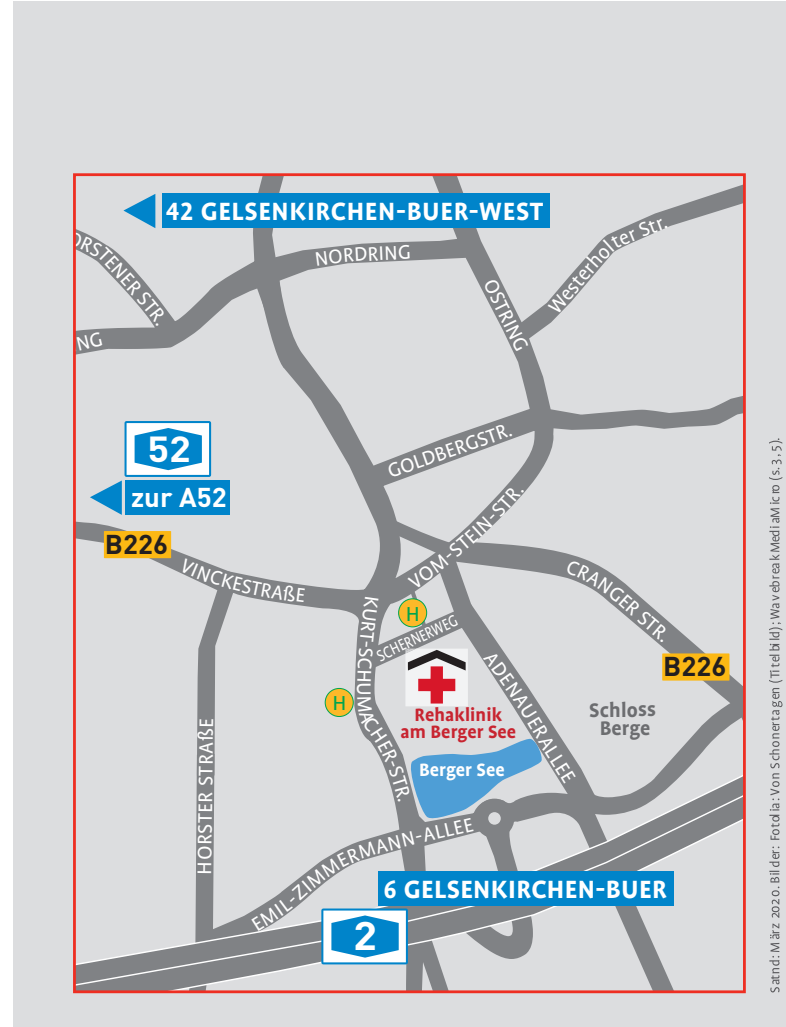 42 GELSENKIRCHEN-BUER-WEST
ORSTENER STR.
NORDRING
Westerholter Str.
OSTRING
NG
52
zur A52
GOLDBERGSTR.
B226
VINCKESTRAßE
VOM-STEIN-STR.
CRANGER STR.
H
KURT-SCHUMACHER-STR.
SCHERNERWEG
ADENAUERALLEE
B226
H
Rehaklinik
am Berger See
Schloss
Berge
Berger See
HORSTER STRAßE
EMIL-ZIMMERMANN-ALLEE
6 GELSENKIRCHEN-BUER
2
Satnd: März 2020. Bilder: Fotolia: Von Schonertagen (Titelbild); WavebreakMediaMicro (s. 3, 5).